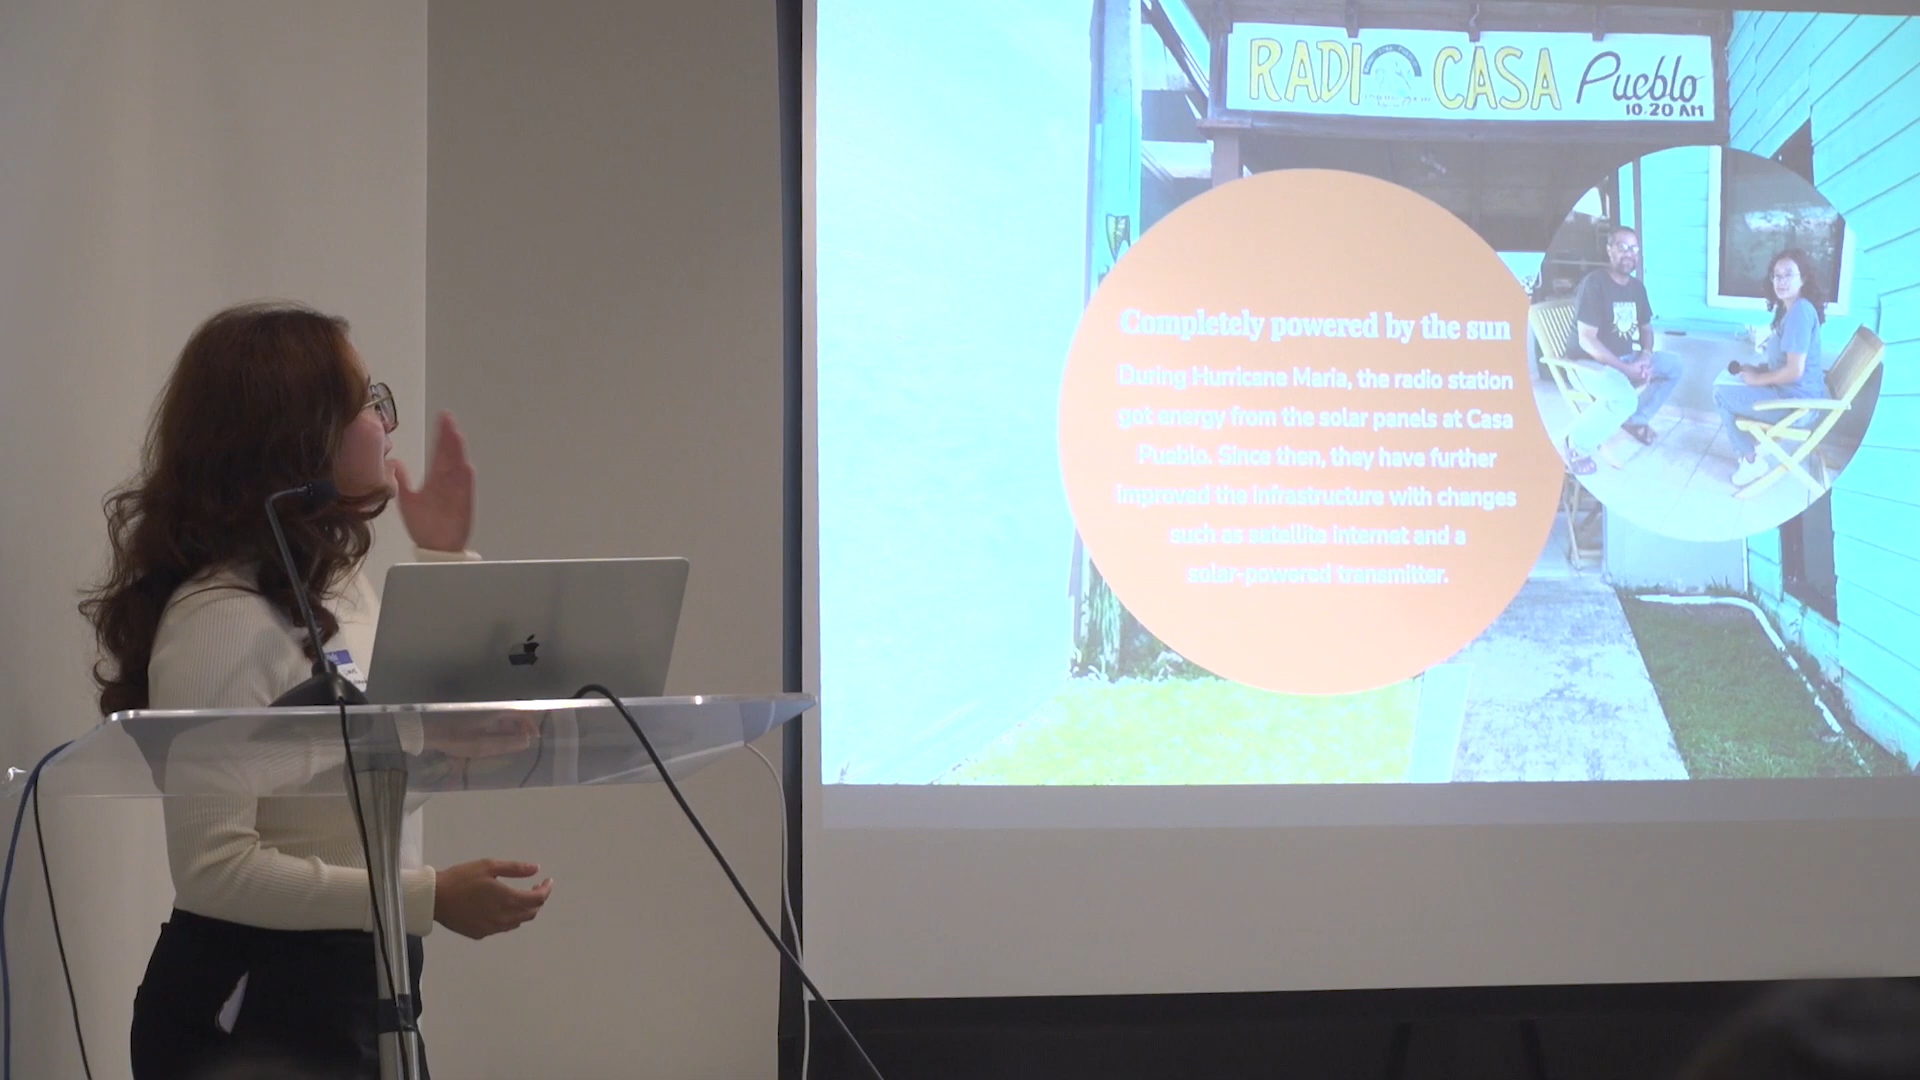 RADIO CASA Pueblo
10.20 AM
Completely powered by the sun
During Hurricane Maria, the radio station
got energy from the solar panels at Casa
Pueblo. Since then, they have further
improved the infrastructure with changes
such as satellite internet and a
solar-powered transmitter.